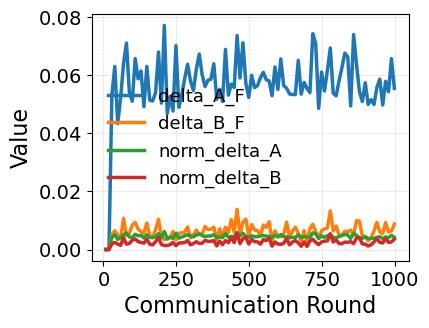 0.08
0.06
0.04
0.02
0.00
Value
delta_A_F
delta_B_F
norm_delta_A
norm_delta_B
0 250 500 750 1000
Communication Round